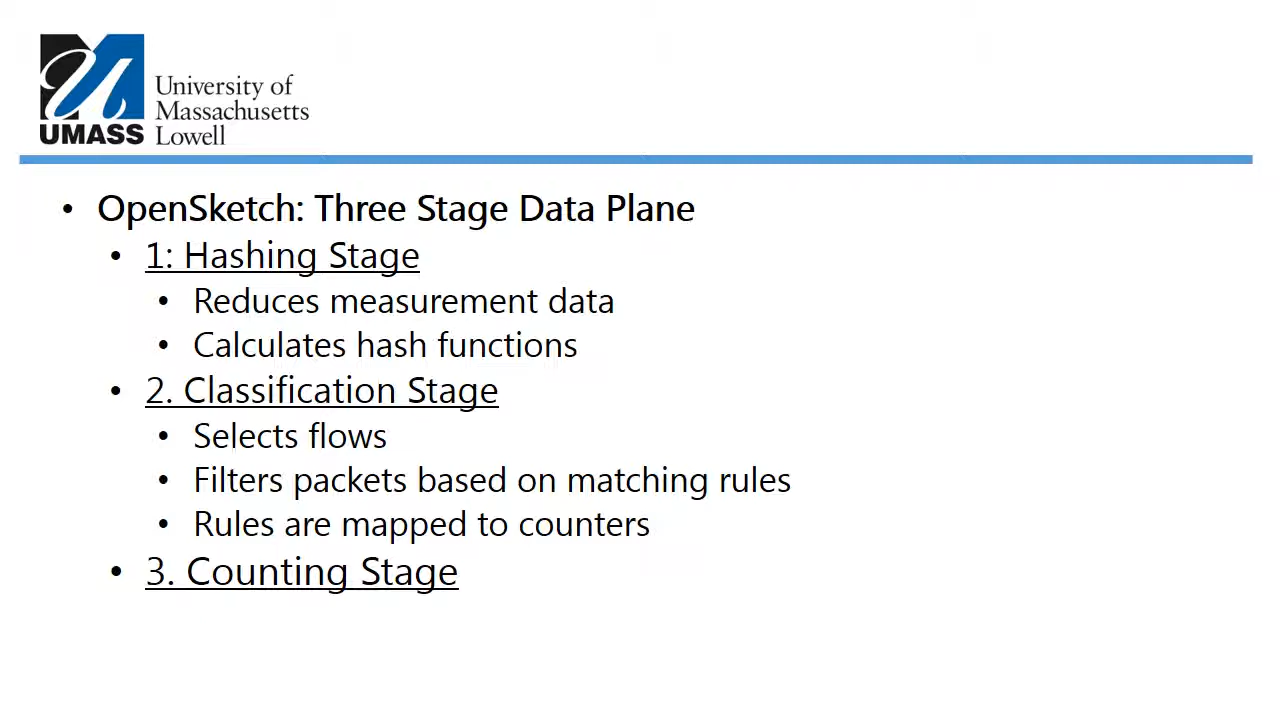 UMASS
University of
Massachusetts
Lowell
• OpenSketch: Three Stage Data Plane
• 1: Hashing Stage
• Reduces measurement data
• Calculates hash functions
• 2. Classification Stage
• Selects flows
• Filters packets based on matching rules
• Rules are mapped to counters
• 3. Counting Stage